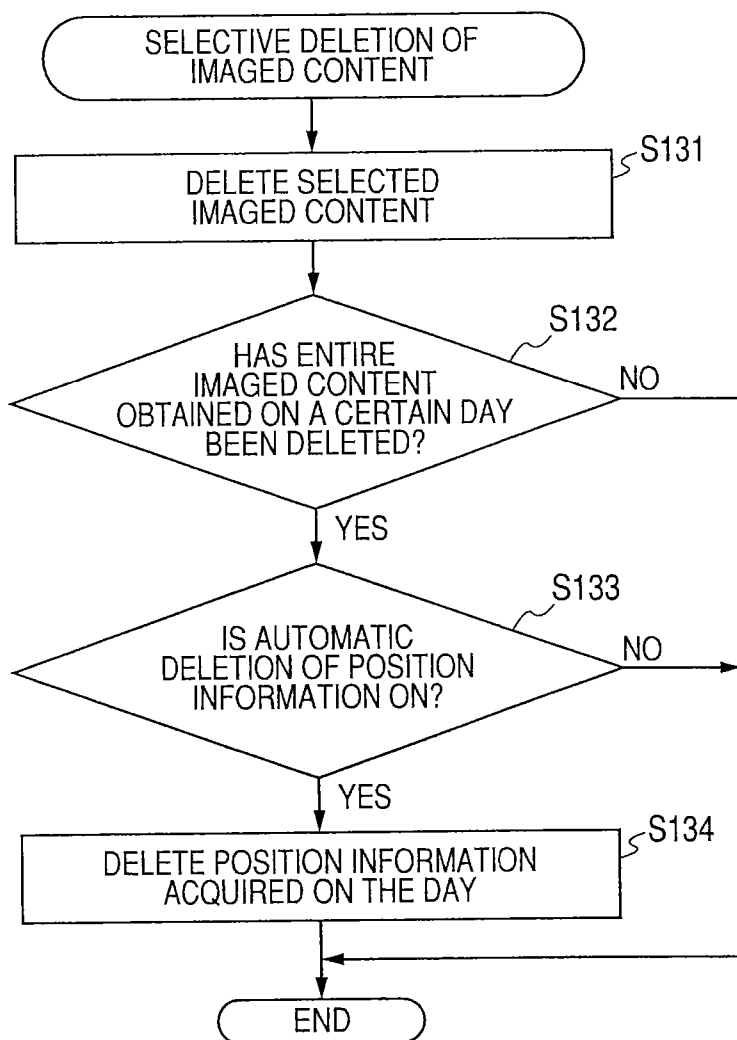 SELECTIVE DELETION OF
IMAGED CONTENT
S131
DELETE SELECTED
IMAGED CONTENT
S132
HAS ENTIRE
IMAGED CONTENT
OBTAINED ON A CERTAIN DAY
BEEN DELETED?
NO
YES
S133
IS AUTOMATIC
DELETION OF POSITION
INFORMATION ON?
NO
YES
S134
DELETE POSITION INFORMATION
ACQUIRED ON THE DAY
END